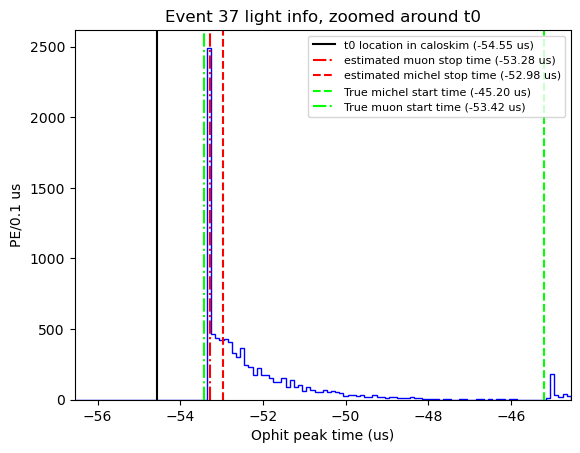 Event 37 light info, zoomed around t0
t0 location in caloskim (-54.55 us)
estimated muon stop time (-53.28 us)
estimated michel stop time (-52.98 us)
True michel start time (-45.20 us)
True muon start time (-53.42 us)
PE/0.1 us
2500
2000
1500
1000
500
0
−56
−54
−52
−50
−48
−46
Ophit peak time (us)